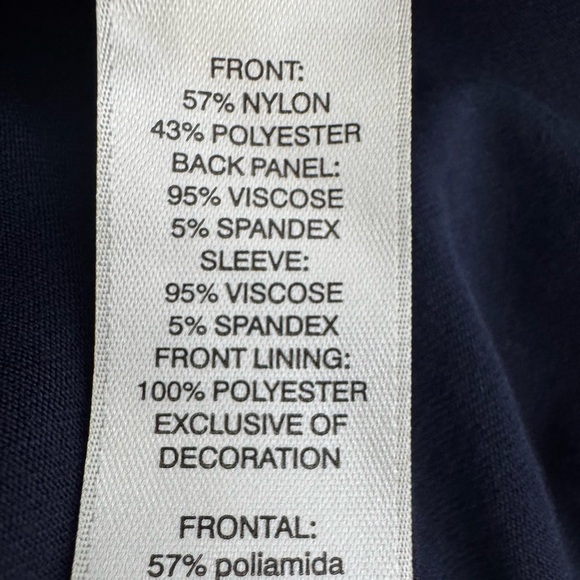 FRONT:
57% NYLON
43% POLYESTER
BACK PANEL:
95% VISCOSE
5% SPANDEX
SLEEVE:
95% VISCOSE
5% SPANDEX
FRONT LINING:
100% POLYESTER
EXCLUSIVE OF
DECORATION
FRONTAL:
57% poliamida